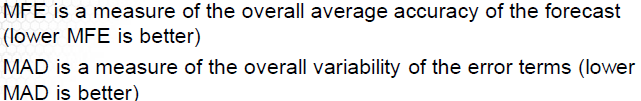 MFE is a measure of the overall average accuracy of the forecast
(lower MFE is better)
MAD is a measure of the overall variability of the error terms (lower
MAD is better)